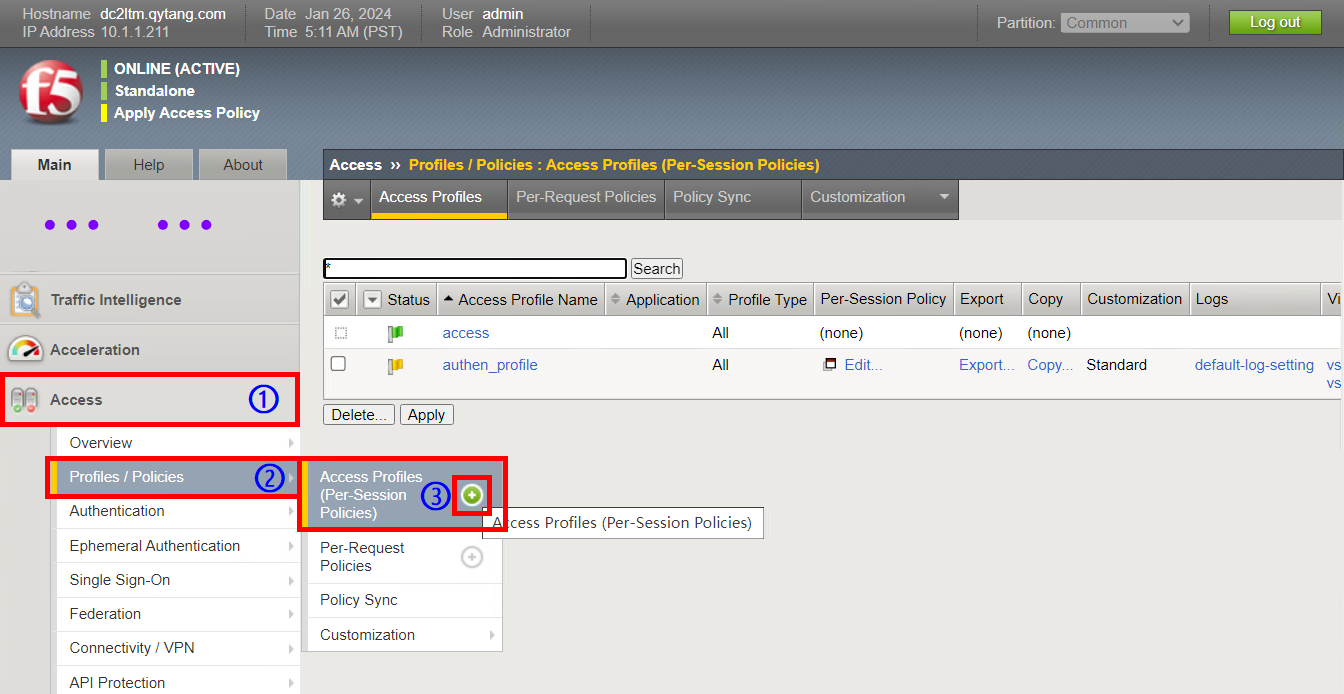 Hostname dc2ltm.qytang.com Date Jan 26, 2024 User admin
IP Address 10.1.1.211 Time 5:11 AM (PST) Role Administrator
Partition: Common Log out
f5
ONLINE (ACTIVE)
Standalone
Apply Access Policy
Main Help About
Access ›› Profiles / Policies : Access Profiles (Per-Session Policies)
Access Profiles Per-Request Policies Policy Sync Customization
* Search
Status Access Profile Name Application Profile Type Per-Session Policy Export Copy Customization Logs Vi
access All (none) (none) (none)
authen_profile All Edit... Export... Copy... Standard default-log-setting vs
vs
Delete... Apply
Traffic Intelligence
Acceleration
Access ①
Overview
Profiles / Policies ②
Authentication
Ephemeral Authentication
Single Sign-On
Federation
Connectivity / VPN
API Protection
Access Profiles
(Per-Session ③
Policies)
Access Profiles (Per-Session Policies)
Per-Request
Policies
Policy Sync
Customization